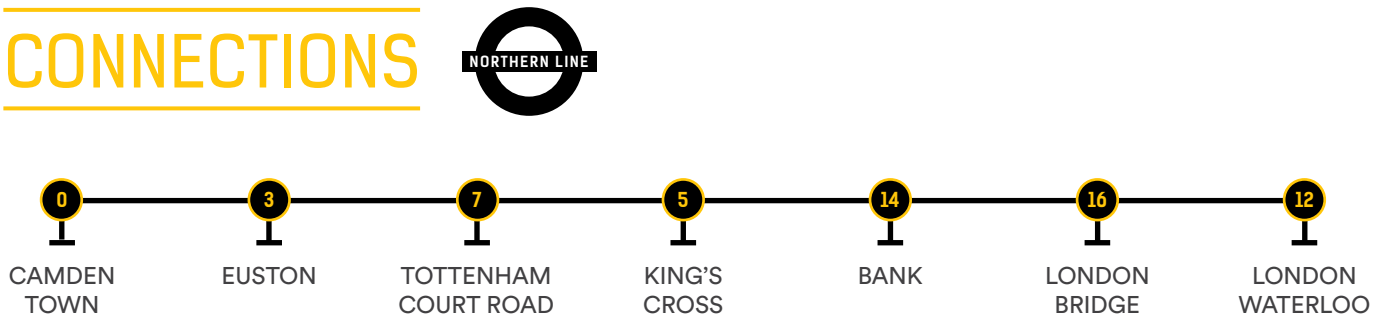 CONNECTIONS
NORTHERN LINE
0 3 7 5 14 16 12
CAMDEN TOWN
EUSTON
TOTTENHAM COURT ROAD
KING'S CROSS
BANK
LONDON BRIDGE
LONDON WATERLOO